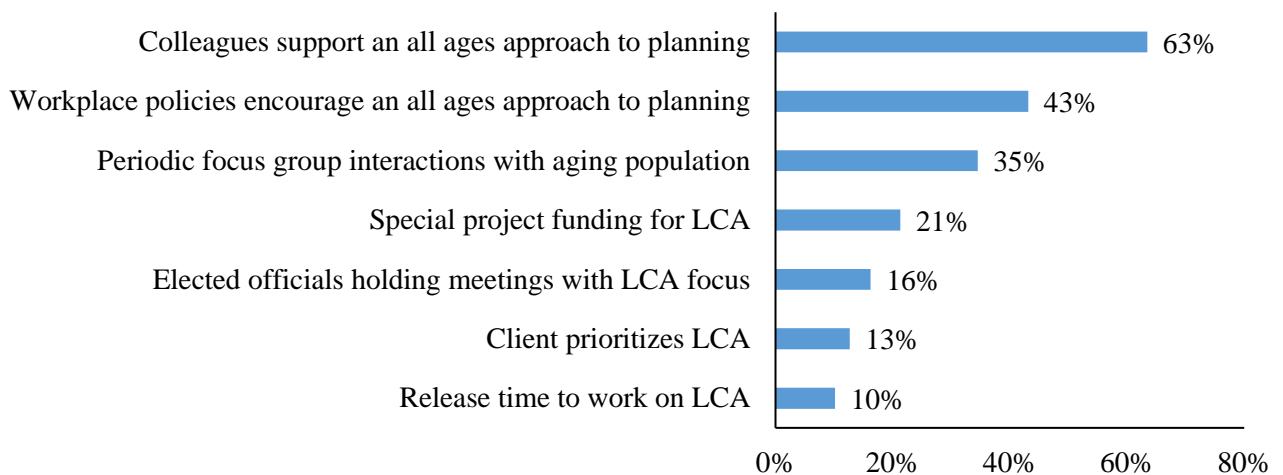 Colleagues support an all ages approach to planning 63%
Workplace policies encourage an all ages approach to planning 43%
Periodic focus group interactions with aging population 35%
Special project funding for LCA 21%
Elected officials holding meetings with LCA focus 16%
Client prioritizes LCA 13%
Release time to work on LCA 10%
0% 20% 40% 60% 80%